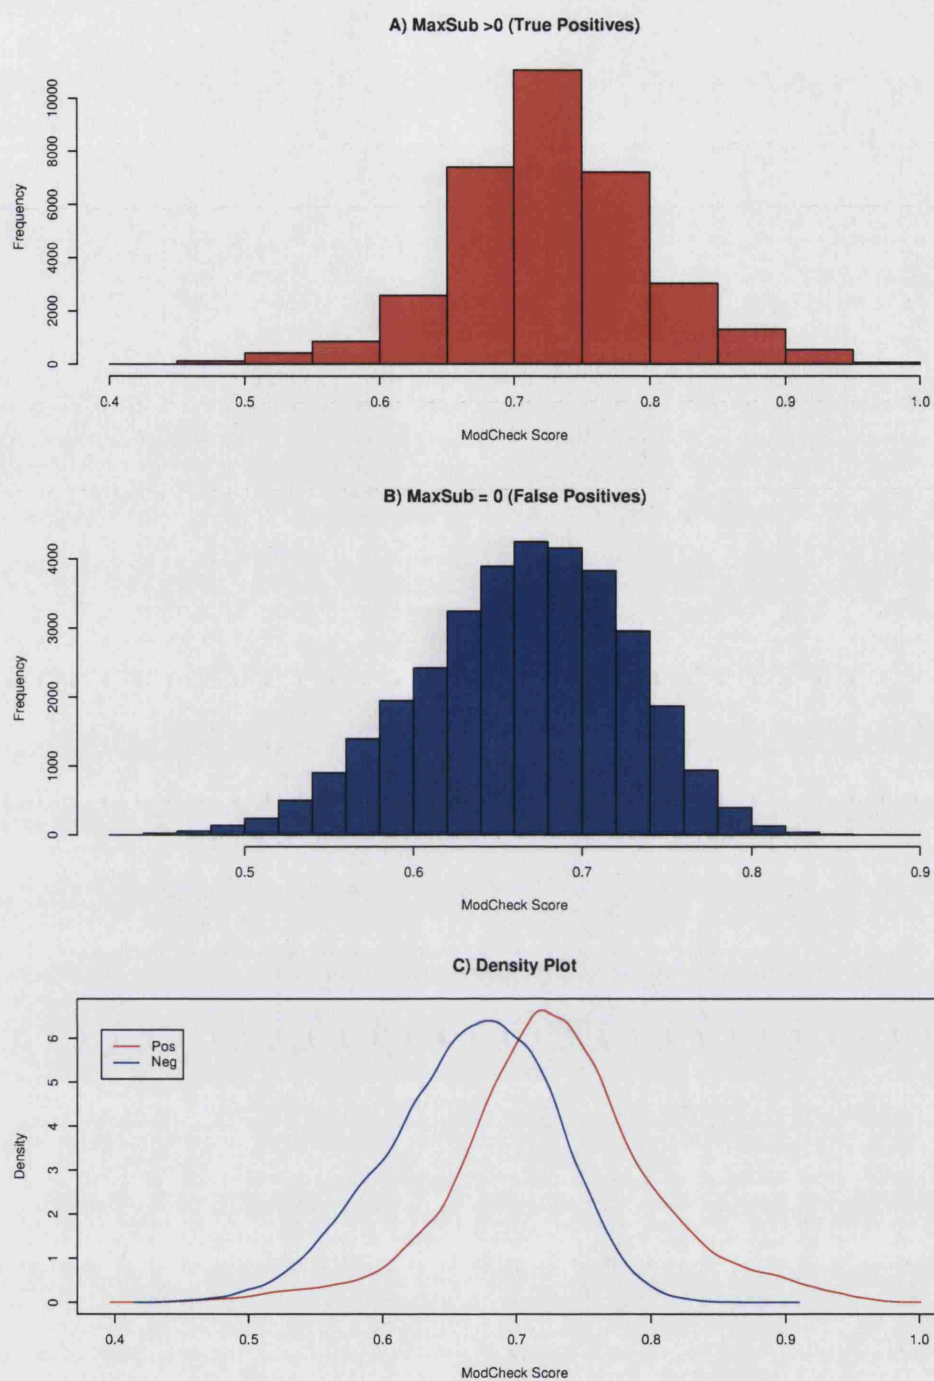 A) MaxSub >0 (True Positives)
Frequency
10000
8000
6000
4000
2000
0
0.4 0.5 0.6 0.7 0.8 0.9 1.0
ModCheck Score
B) MaxSub = 0 (False Positives)
Frequency
4000
3000
2000
1000
0
0.5 0.6 0.7 0.8 0.9
ModCheck Score
C) Density Plot
Density
6
5
4
3
2
1
0
Pos
Neg
0.4 0.5 0.6 0.7 0.8 0.9 1.0
ModCheck Score